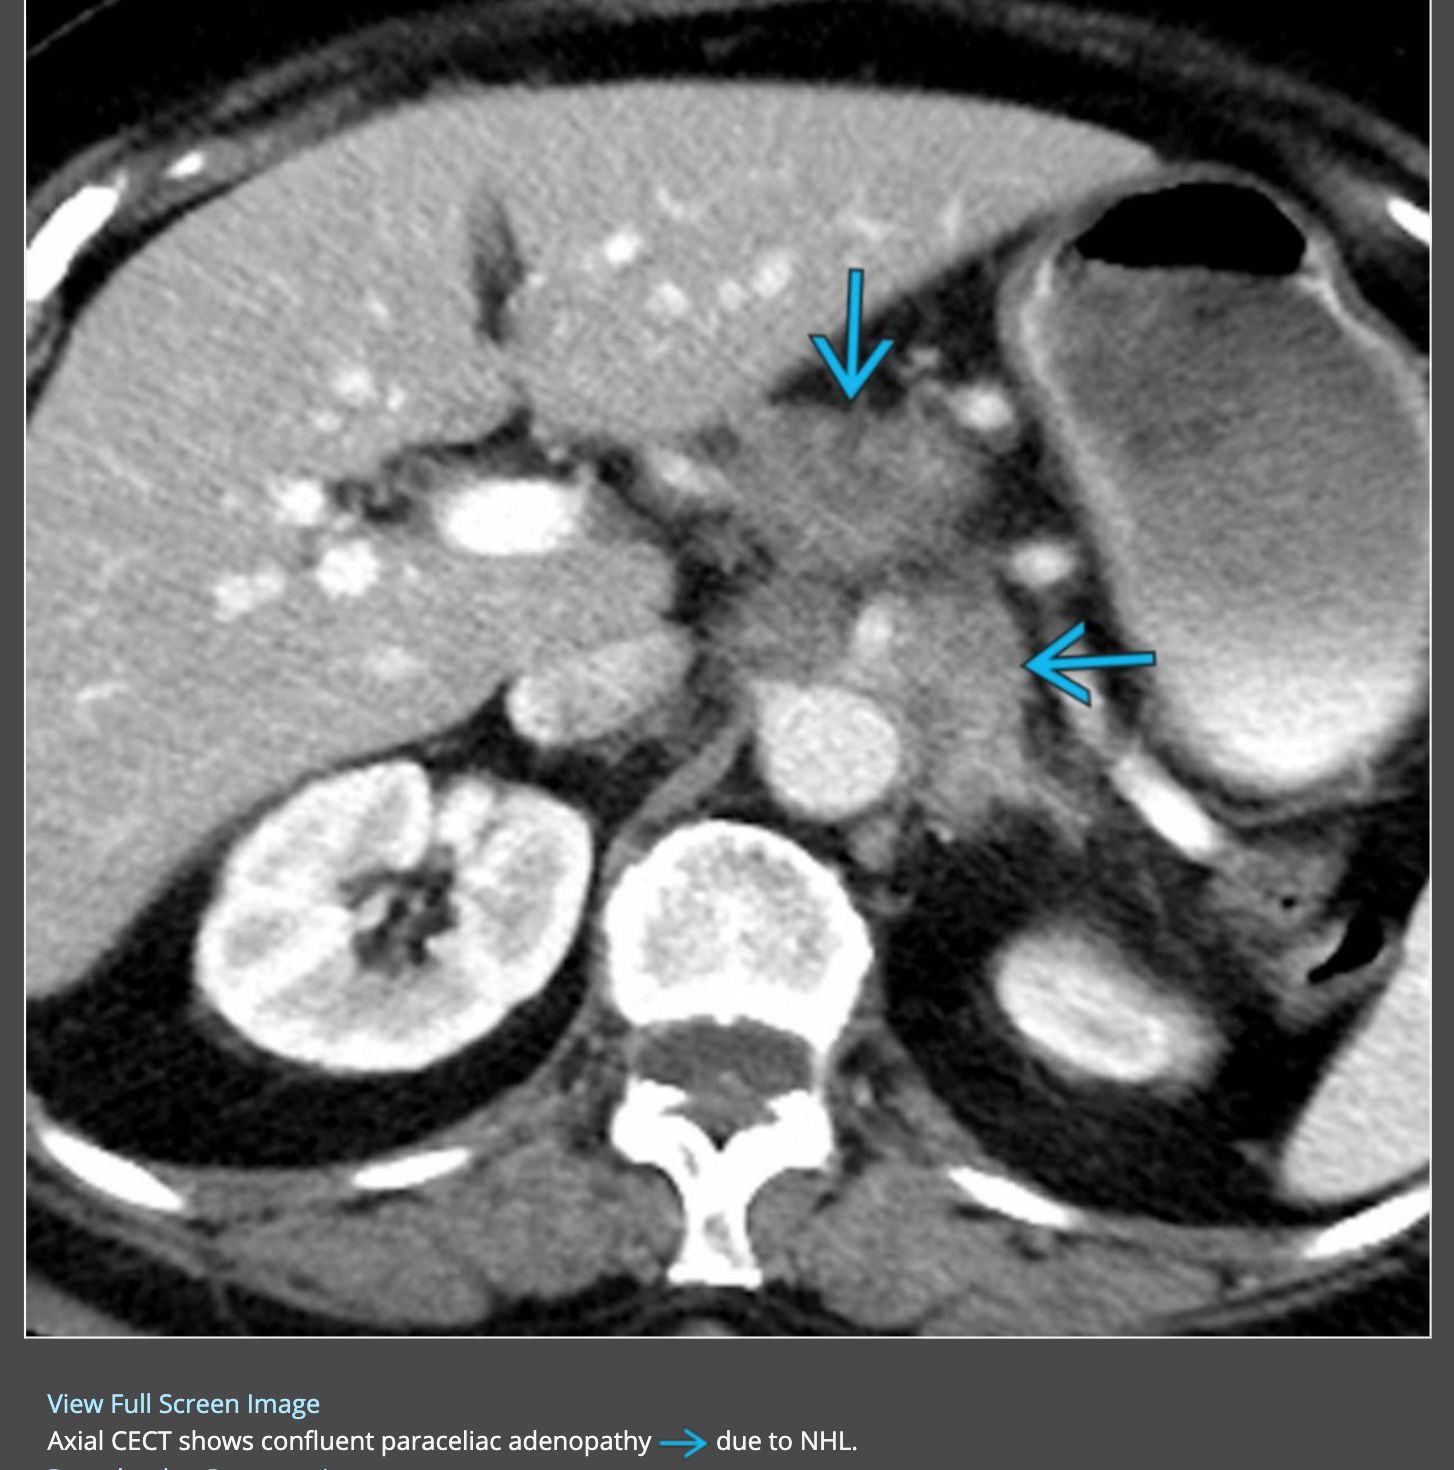 View Full Screen Image
Axial CECT shows confluent paraceliac adenopathy → due to NHL.